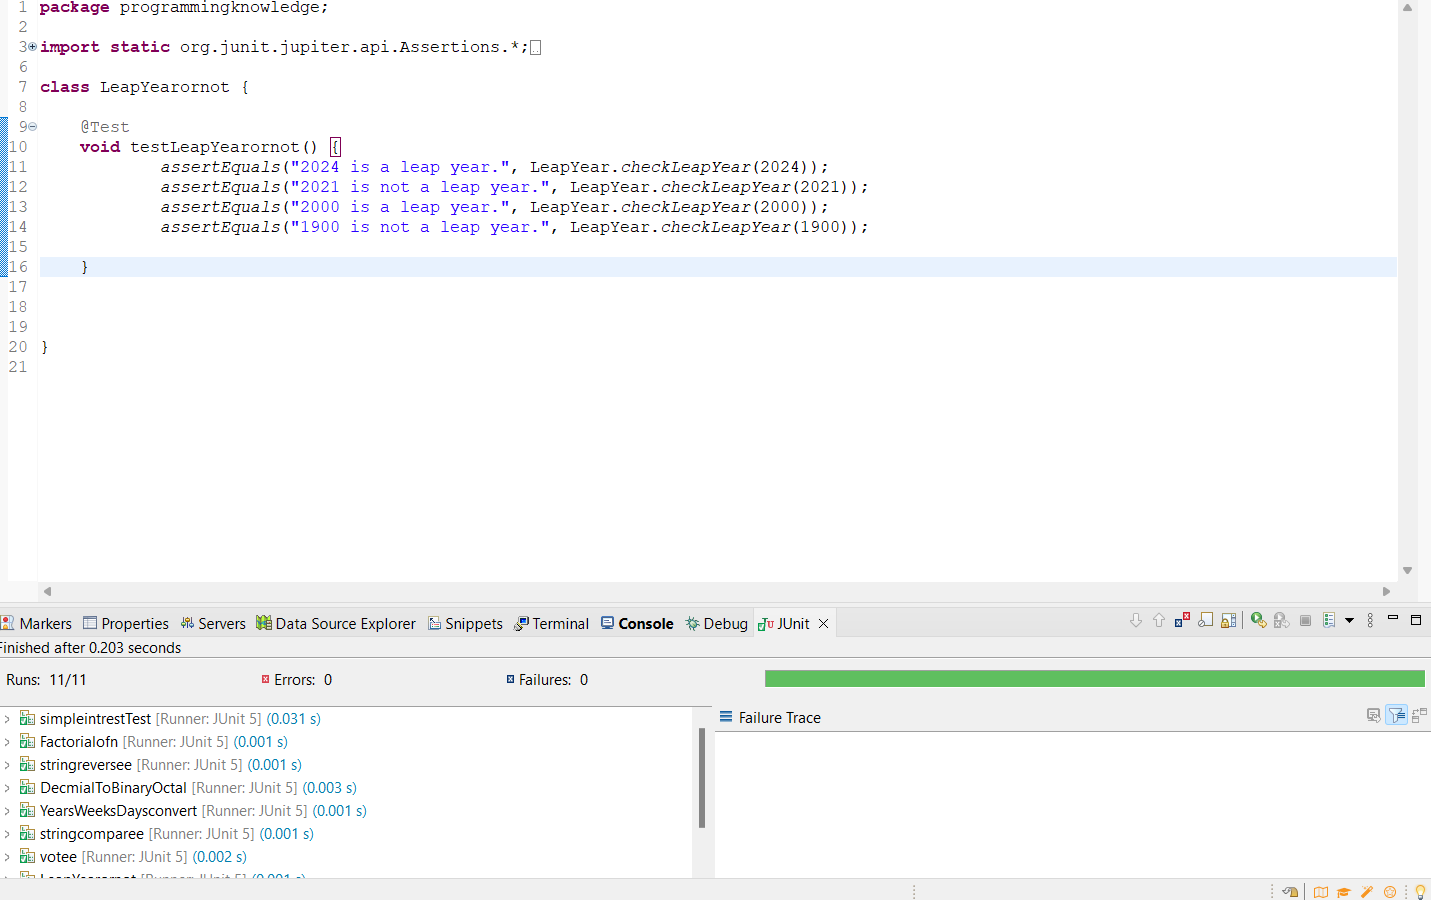 1 package programmingknowledge;
2
3 import static org.junit.jupiter.api.Assertions.*;
6
7 class LeapYearornot {
8
9 @Test
10 void testLeapYearornot() {
11 assertEquals("2024 is a leap year.", LeapYear.checkLeapYear(2024));
12 assertEquals("2021 is not a leap year.", LeapYear.checkLeapYear(2021));
13 assertEquals("2000 is a leap year.", LeapYear.checkLeapYear(2000));
14 assertEquals("1900 is not a leap year.", LeapYear.checkLeapYear(1900));
15
16 }
17
18
19
20 }
21
Markers Properties Servers Data Source Explorer Snippets Terminal Console Debug JUnit
Finished after 0.203 seconds
Runs: 11/11 Errors: 0 Failures: 0
simpleintrestTest [Runner: JUnit 5] (0.031 s)
Factorialofn [Runner: JUnit 5] (0.001 s)
stringreversee [Runner: JUnit 5] (0.001 s)
DecmialToBinaryOctal [Runner: JUnit 5] (0.003 s)
YearsWeeksDaysconvert [Runner: JUnit 5] (0.001 s)
stringcomparee [Runner: JUnit 5] (0.001 s)
votee [Runner: JUnit 5] (0.002 s)
LeapYearornot [Runner: JUnit 5] (0.001 s)
Failure Trace